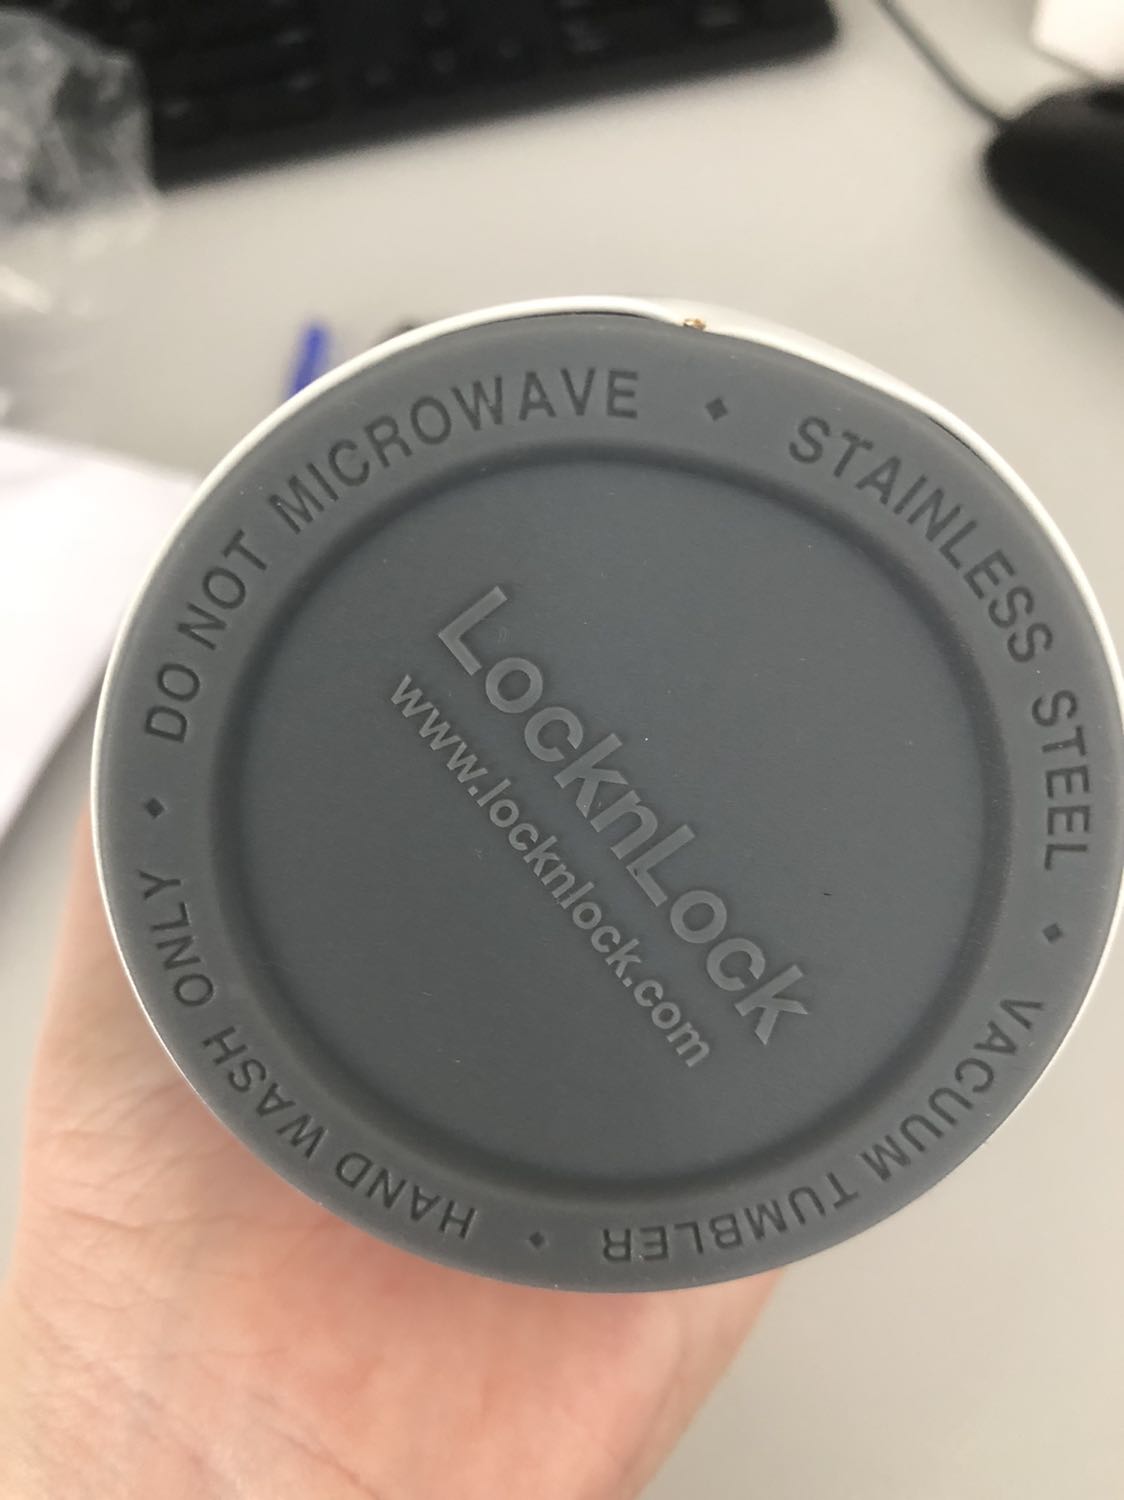 DO NOT MICROWAVE ◆ STAINLESS STEEL ◆ VACUUM TUMBLER ◆ HAND WASH ONLY ◆
LocknLock
www.locknlock.com